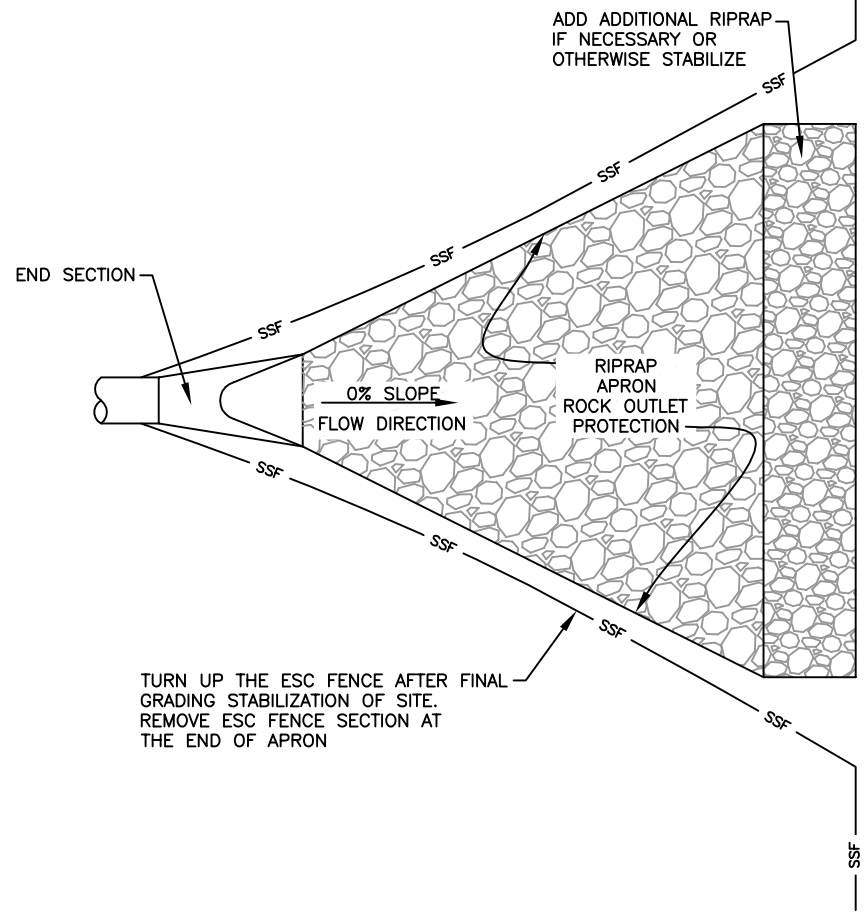 ADD ADDITIONAL RIPRAP
IF NECESSARY OR
OTHERWISE STABILIZE
SSF
SSF
SSF
SSF
END SECTION
0% SLOPE
FLOW DIRECTION
RIPRAP
APRON
ROCK OUTLET
PROTECTION
SSF
SSF
SSF
SSF
SSF
TURN UP THE ESC FENCE AFTER FINAL
GRADING STABILIZATION OF SITE.
REMOVE ESC FENCE SECTION AT
THE END OF APRON